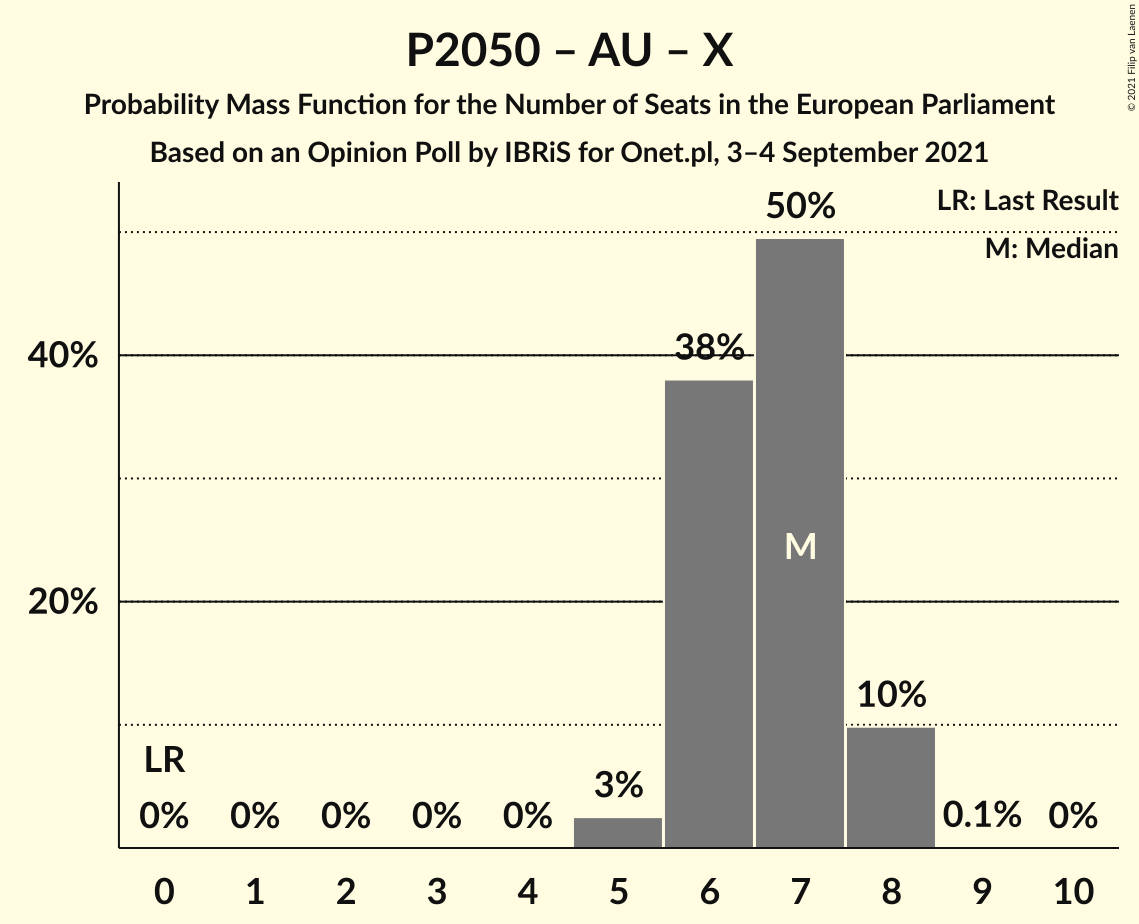 P2050 – AU – X
Probability Mass Function for the Number of Seats in the European Parliament
Based on an Opinion Poll by IBRiS for Onet.pl, 3–4 September 2021
© 2021 Filip van Laenen
LR: Last Result
M: Median
50%
38%
40%
M
20%
10%
LR
3%
0% 0% 0% 0% 0% 0.1% 0%
0 1 2 3 4 5 6 7 8 9 10